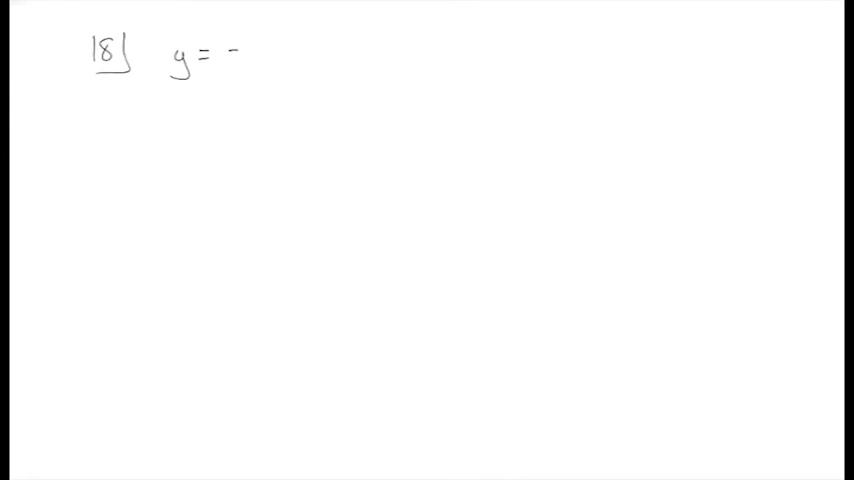 18) y = -